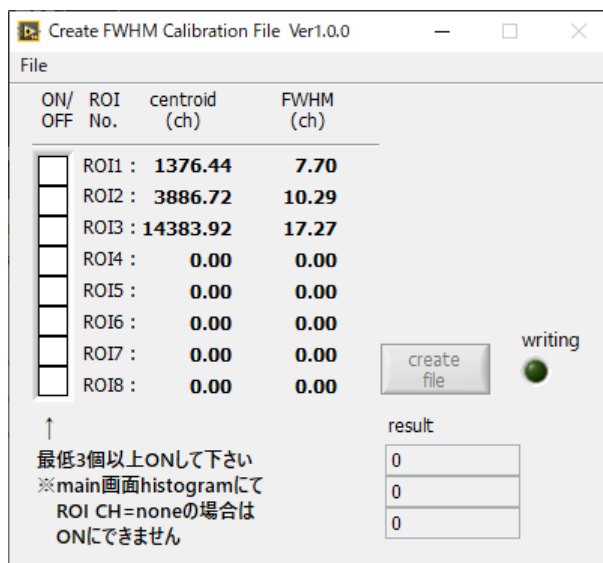 Create FWHM Calibration File Ver1.0.0
File
ON/ ROI centroid FWHM
OFF No. (ch) (ch)
ROI1 : 1376.44 7.70
ROI2 : 3886.72 10.29
ROI3 : 14383.92 17.27
ROI4 : 0.00 0.00
ROI5 : 0.00 0.00
ROI6 : 0.00 0.00
ROI7 : 0.00 0.00
ROI8 : 0.00 0.00
writing
create
file
↑
result
最低3個以上ONして下さい
※main画面histogramにて
ROI CH=noneの場合は
ONにできません
0
0
0